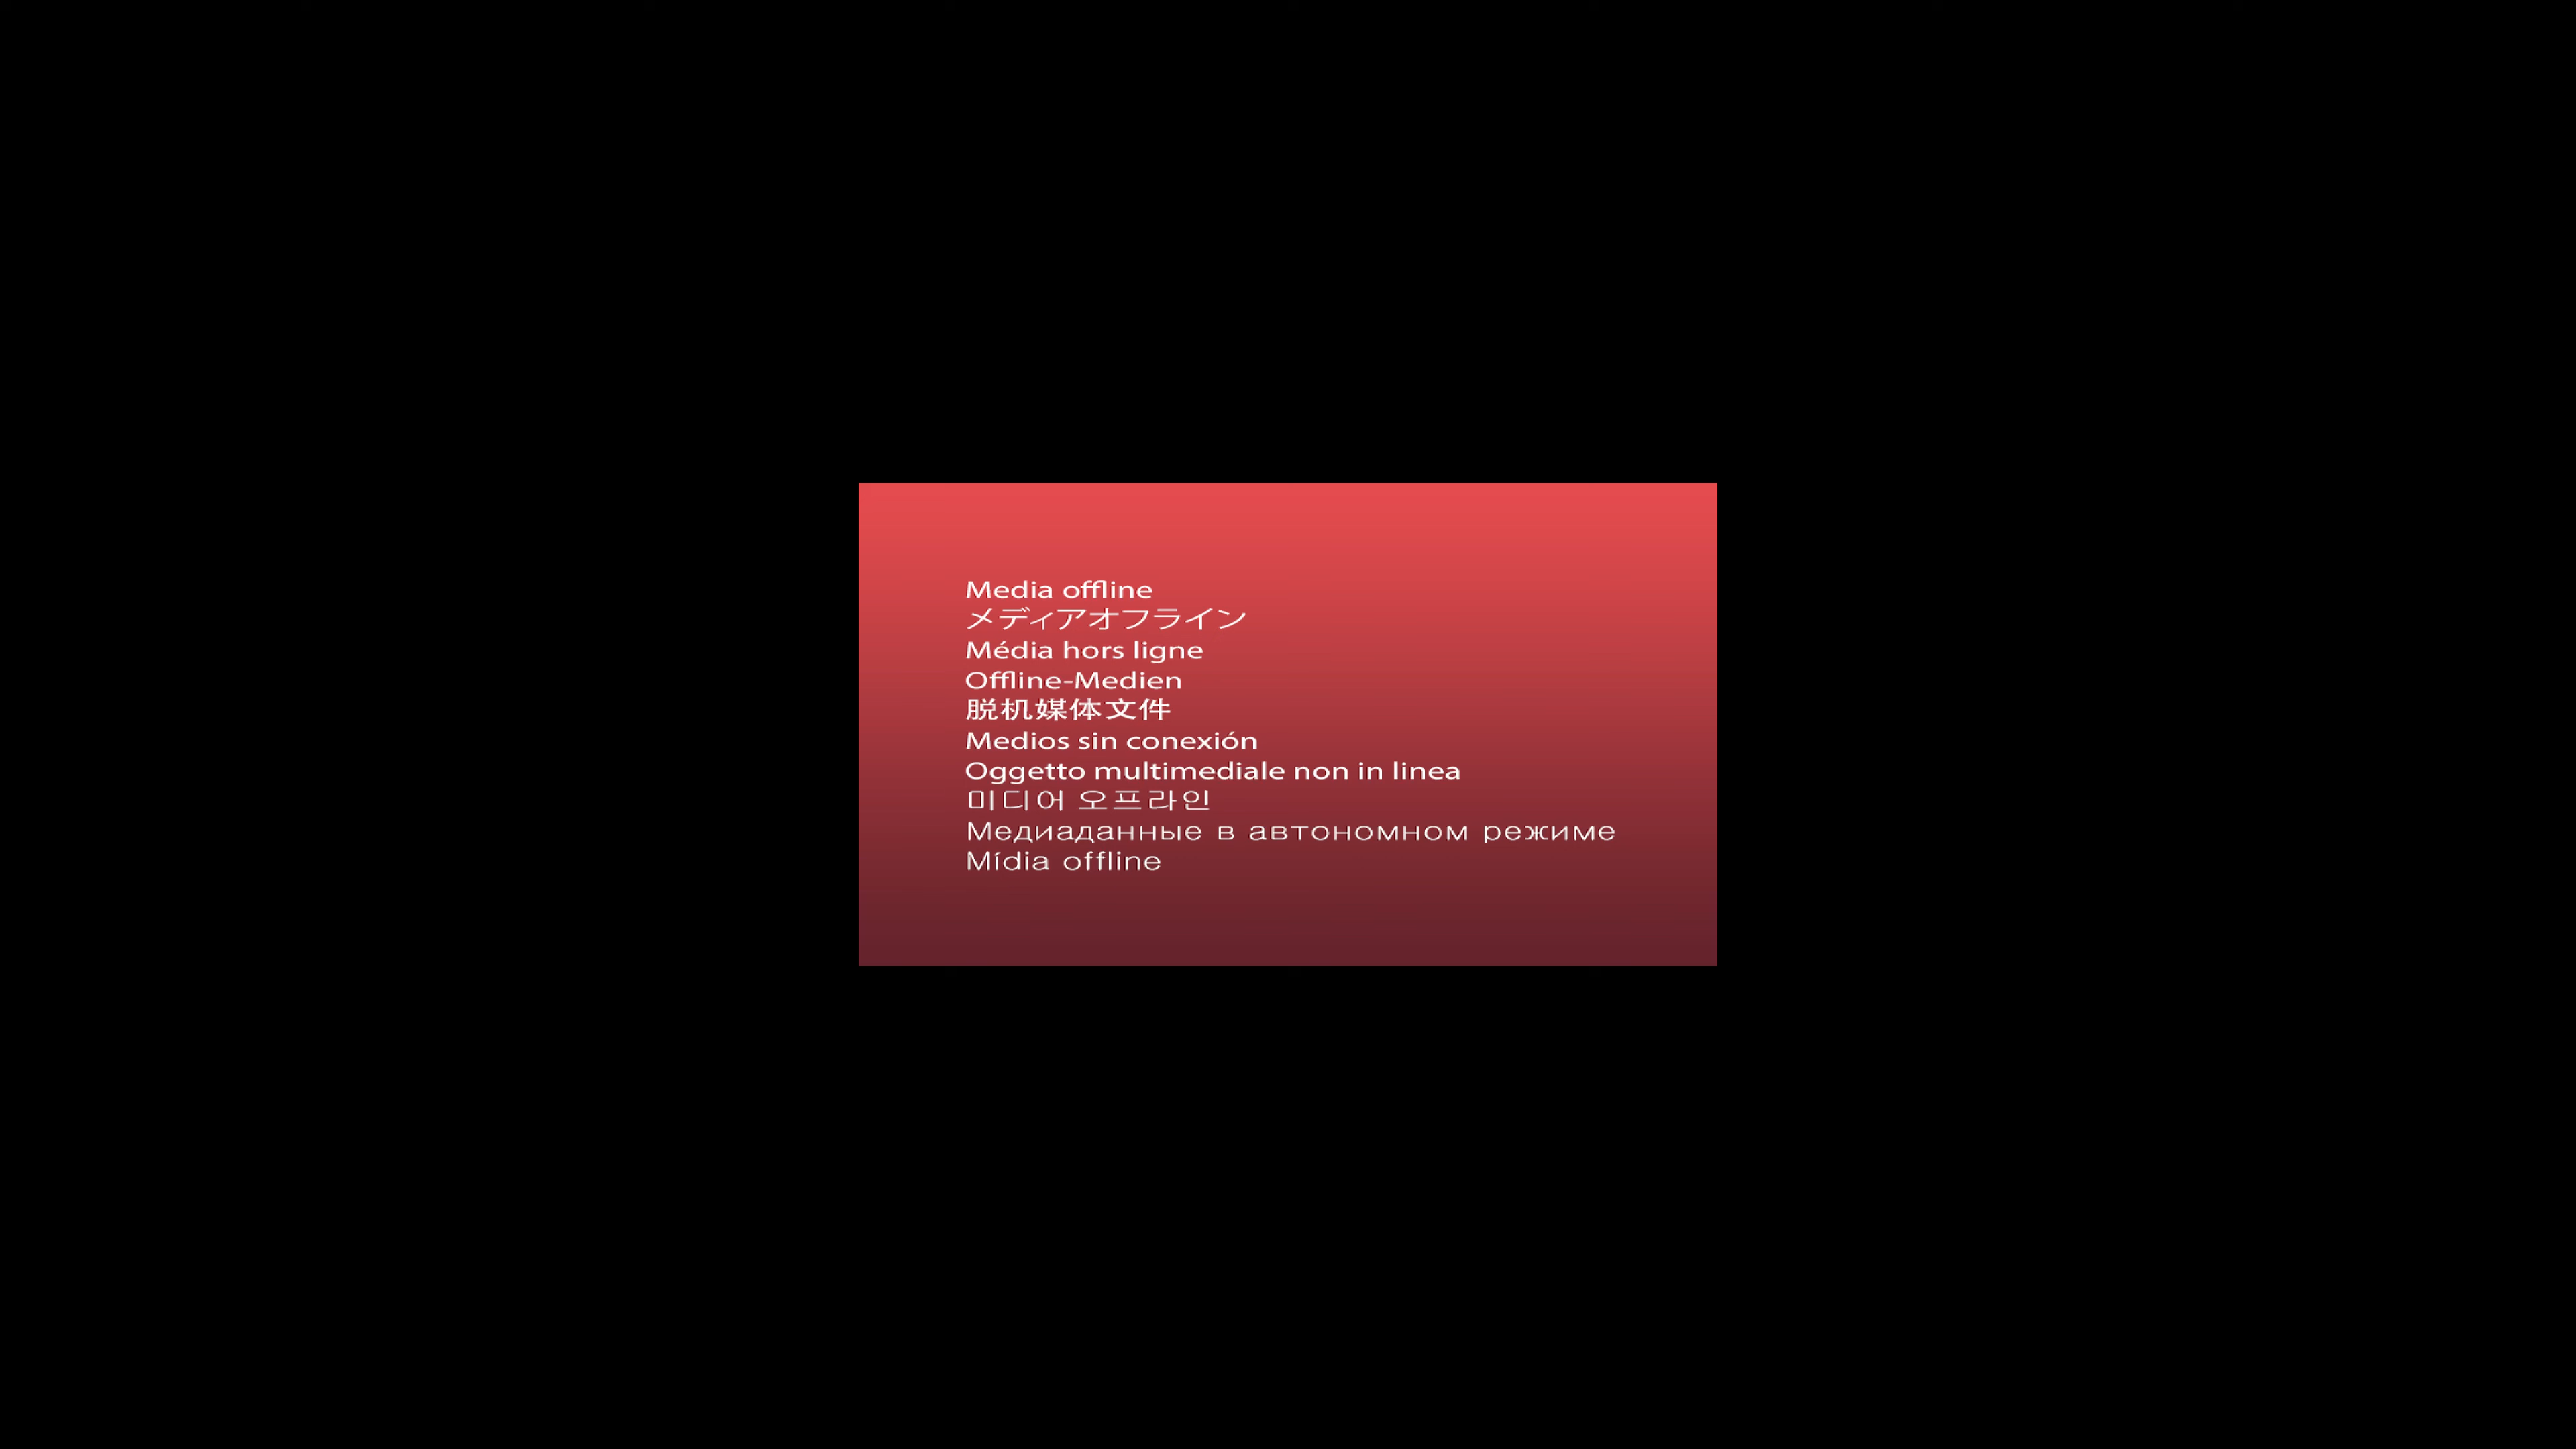 Media offline
メディアオフライン
Média hors ligne
Offline-Medien
脱机媒体文件
Medios sin conexión
Oggetto multimediale non in linea
미디어 오프라인
Медиаданные в автономном режиме
Mídia offline